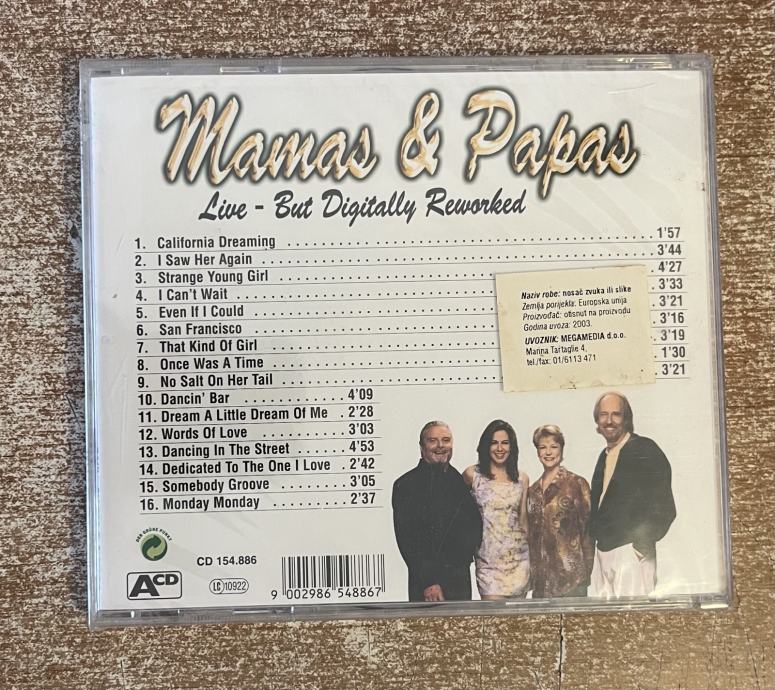 Mamas & Papas
Live - But Digitally Reworked
1. California Dreaming 1'57
2. I Saw Her Again 3'44
3. Strange Young Girl 4'27
4. I Can't Wait 3'33
5. Even If I Could 3'21
6. San Francisco 3'16
7. That Kind Of Girl 3'19
8. Once Was A Time 1'30
9. No Salt On Her Tail 3'21
10. Dancin' Bar 4'09
11. Dream A Little Dream Of Me 2'28
12. Words Of Love 3'03
13. Dancing In The Street 4'53
14. Dedicated To The One I Love 2'42
15. Somebody Groove 3'05
16. Monday Monday 2'37
Naziv robe: nosač zvuka ili slike
Zemlja porijekla: Europska unija
Proizvođač: otisnut na proizvodu
Godina uvoza: 2003.
UVOZNIK: MEGAMEDIA d.o.o.
Marina Tartaglie 4,
tel./fax: 01/6113 471
DER GRÜNE PUNKT
ACD
CD 154.886
LC 10922
9 002986 548867